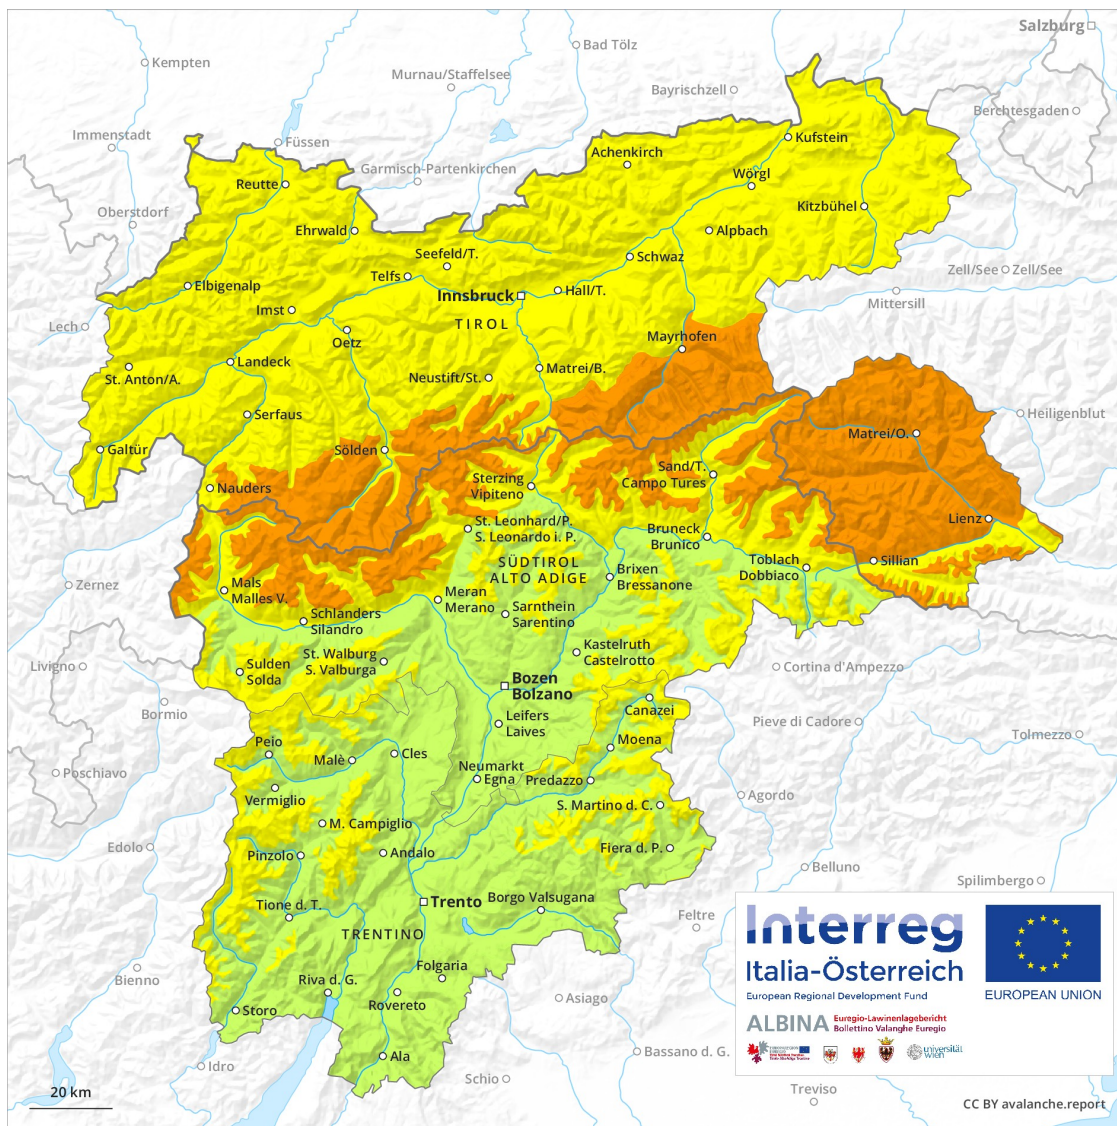 Salzburg
Bad Tölz
Kempten
Murnau/Staffelsee
Bayrischzell
Berchtesgaden
Immenstadt
Füssen
Kufstein
Achenkirch
Garmisch-Partenkirchen
Wörgl
Reutte
Oberstdorf
Kitzbühel
Ehrwald
Alpbach
Seefeld/T.
Schwaz
Telfs
Zell/See
Zell/See
Elbigenalp
Innsbruck
Hall/T.
Mittersill
Imst
TIROL
Lech
Oetz
Mayrhofen
Landeck
Matrei/B.
St. Anton/A.
Neustift/St.
Serfaus
Heiligenblut
Matrei/O.
Galtür
Sölden
Sand/T.
Campo Tures
Sterzing
Vipiteno
Nauders
St. Leonhard/P.
S. Leonardo i. P.
Lienz
Bruneck
Brunico
SÜDTIROL
ALTO ADIGE
Toblach
Dobbiaco
Sillian
Brixen
Bressanone
Zernez
Mals
Malles V.
Meran
Merano
Sarnthein
Sarentino
Schlanders
Silandro
Kastelruth
Castelrotto
St. Walburg
S. Valburga
Livigno
Sulden
Solda
Cortina d'Ampezzo
Bozen
Bolzano
Canazei
Bormio
Leifers
Laives
Pieve di Cadore
Tolmezzo
Peio
Moena
Malè
Cles
Neumarkt
Egna
Predazzo
Poschiavo
Vermiglio
Agordo
S. Martino d. C.
M. Campiglio
Edolo
Pinzolo
Andalo
Fiera d. P.
Belluno
Spilimbergo
Trento
Borgo Valsugana
Tione d. T.
Feltre
TRENTINO
Folgaria
Bienno
Riva d. G.
Rovereto
Asiago
Storo
Ala
Bassano d. G.
Idro
Schio
Treviso
Interreg
Italia-Österreich
European Regional Development Fund
EUROPEAN UNION
ALBINA
Euregio-Lawinenlagebericht
Bollettino Valanghe Euregio
universität
wien
20 km
CC BY avalanche.report